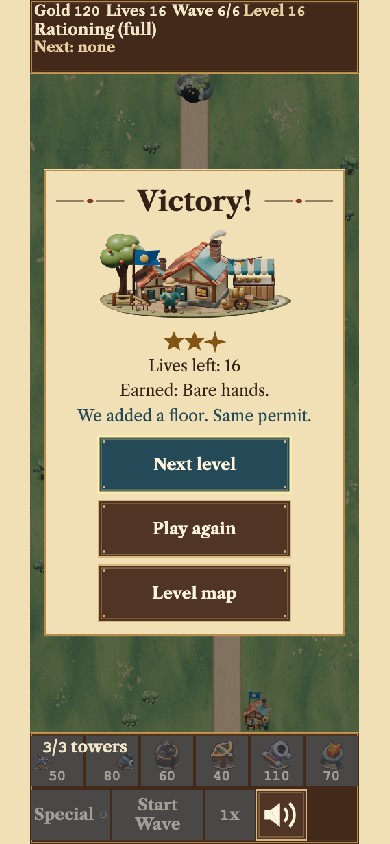 Gold 120 Lives 16 Wave 6/6 Level 16
Rationing (full)
Next: none
Victory!
Lives left: 16
Earned: Bare hands.
We added a floor. Same permit.
Next level
Play again
Level map
3/3 towers
50 80 60 40 110 70
Special
Start
Wave
1x